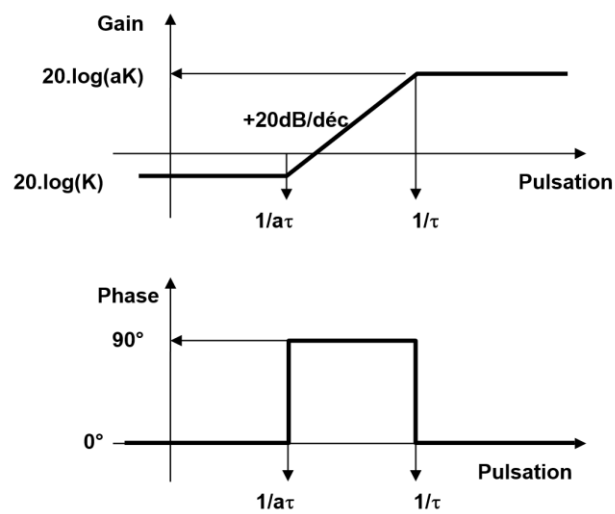 Gain
20.log(aK)
+20dB/déc
20.log(K)
Pulsation
1/aτ
1/τ
Phase
90°
0°
Pulsation
1/aτ
1/τ